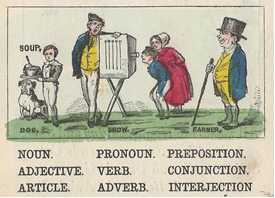 SOUP,
DOG.
SHOW.
FARMER.
NOUN. PRONOUN. PREPOSITION.
ADJECTIVE. VERB. CONJUNCTION.
ARTICLE. ADVERB. INTERJECTION